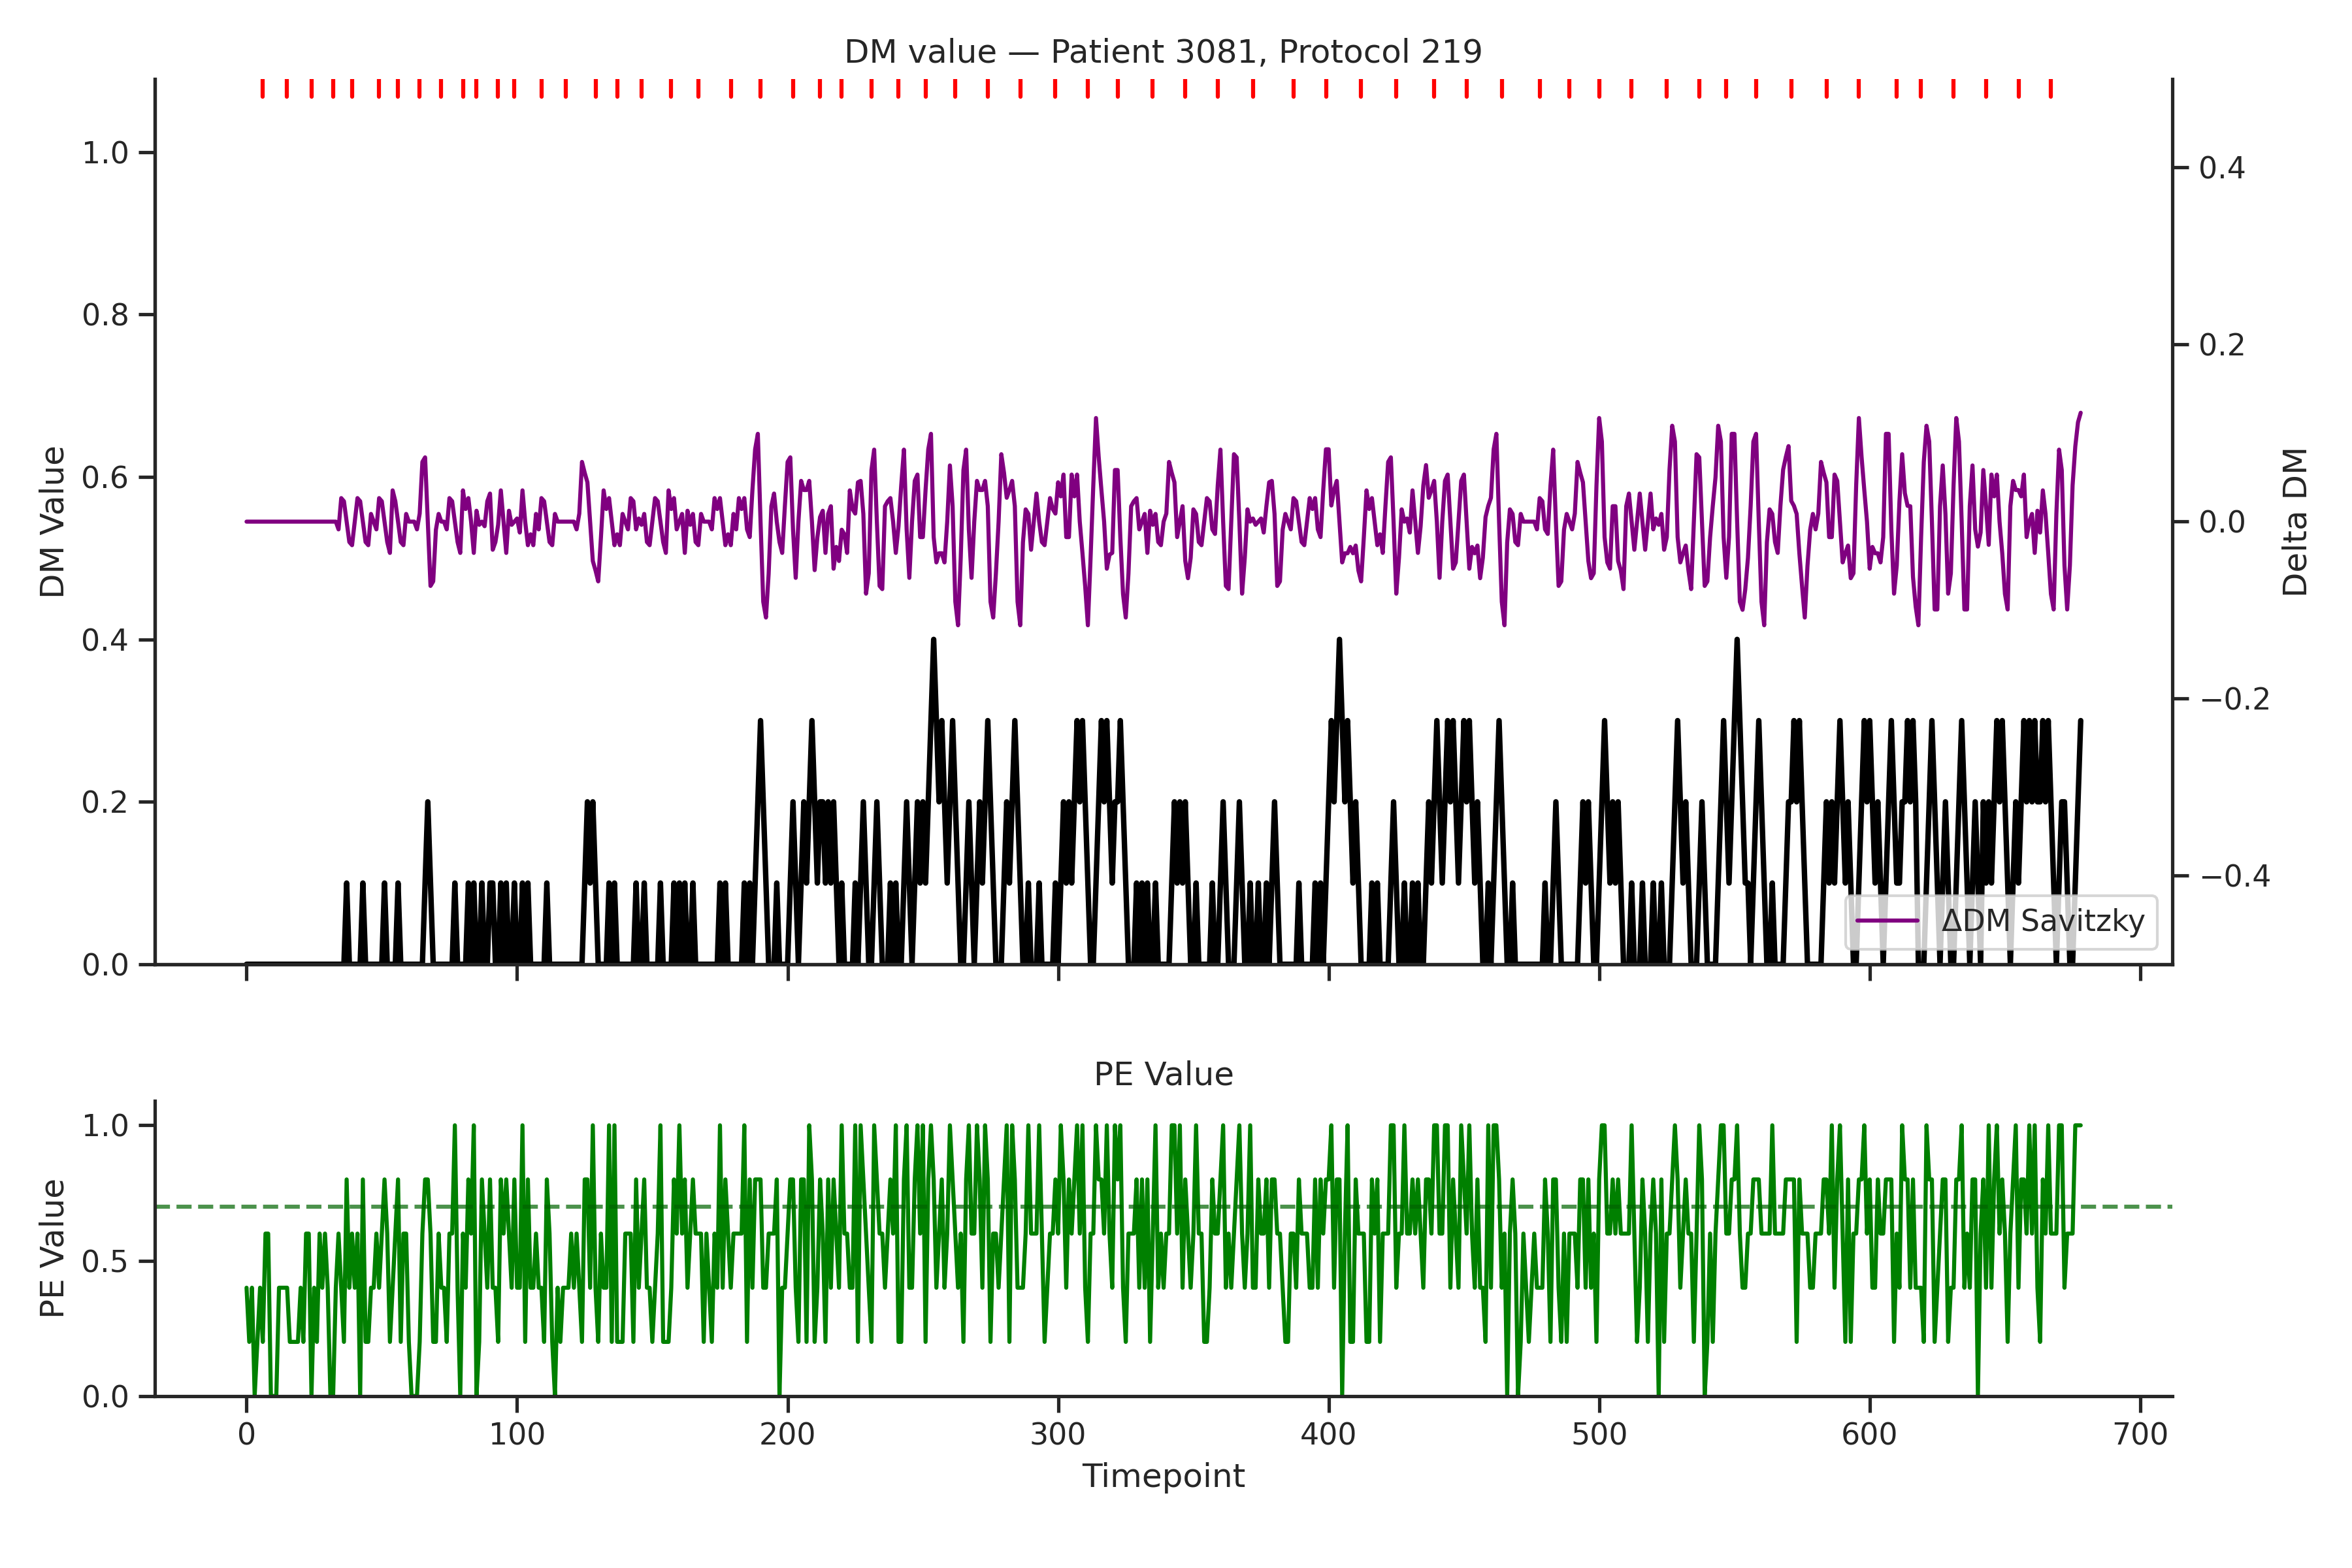 DM value — Patient 3081, Protocol 219
1.0
0.8
0.6
0.4
0.2
0.0
DM Value
0.4
0.2
0.0
−0.2
−0.4
Delta DM
ΔDM Savitzky
PE Value
1.0
0.5
0.0
PE Value
0 100 200 300 400 500 600 700
Timepoint